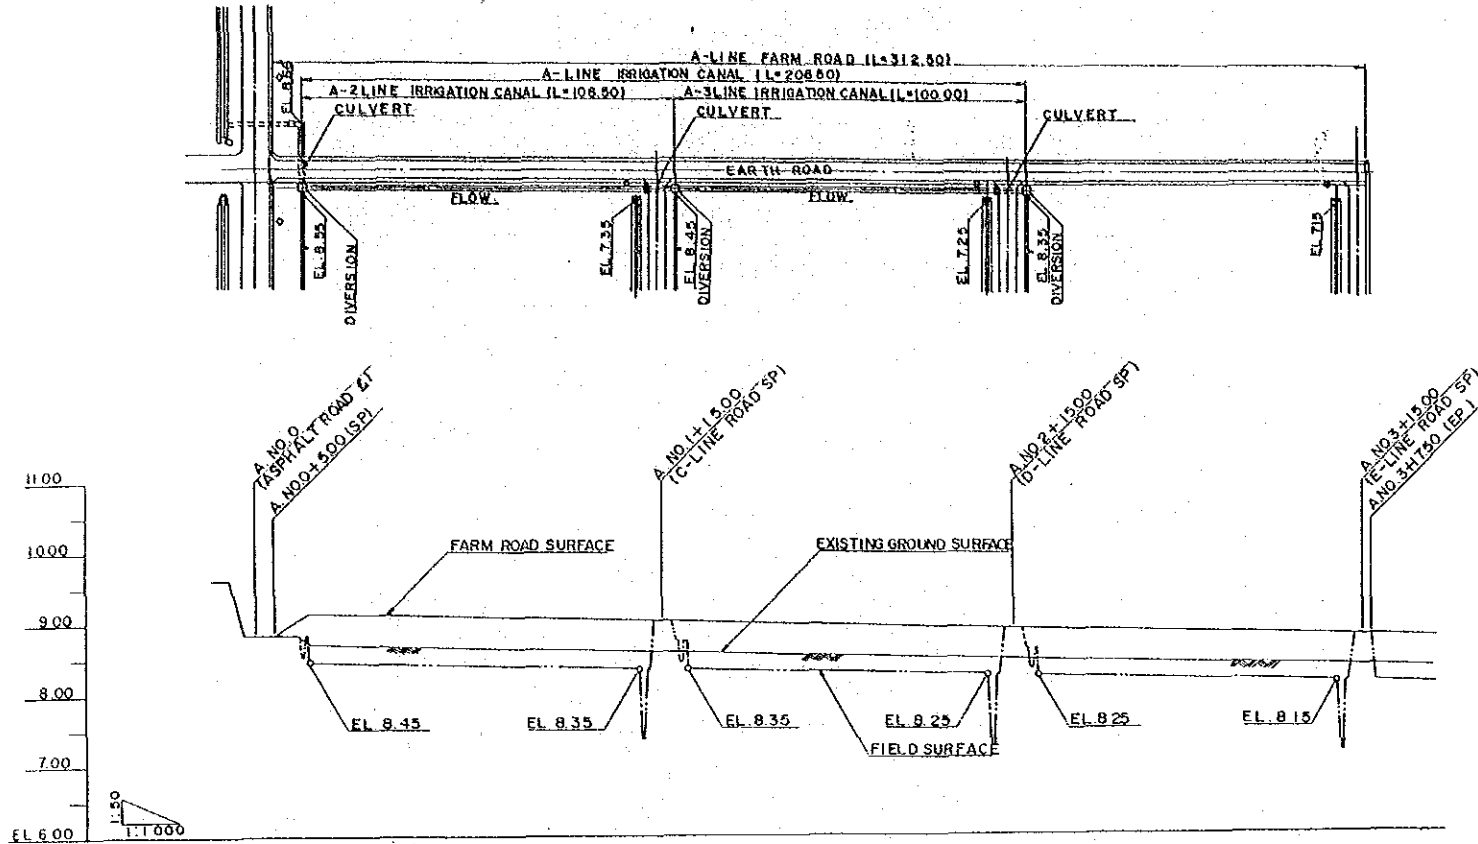 A-LINE FARM ROAD (L=312.50)
A-LINE IRRIGATION CANAL (L=206.50)
A-2LINE IRRIGATION CANAL (L=106.50)
A-3LINE IRRIGATION CANAL (L=100.00)
CULVERT
CULVERT
CULVERT
EARTH ROAD
FLOW
FLOW
EL. 8.55
DIVERSION
EL. 7.35
EL. 8.45
DIVERSION
EL. 7.25
EL. 8.35
DIVERSION
EL. 7.15
A. NO.0
(ASPHALT ROAD
A. NO.0+5.00 (SP)
A. NO.1+15.00
(C-LINE ROAD SP)
A. NO.2+15.00
(D-LINE ROAD SP)
A. NO.3+15.00
(E-LINE ROAD SP)
A. NO.3+17.50 (EP)
11.00
10.00
9.00
8.00
7.00
EL 6.00
FARM ROAD SURFACE
EXISTING GROUND SURFACE
EL. 8.45
EL. 8.35
EL. 8.35
EL. 8.25
EL. 8.25
EL. 8.15
FIELD SURFACE
1:50
1:1000